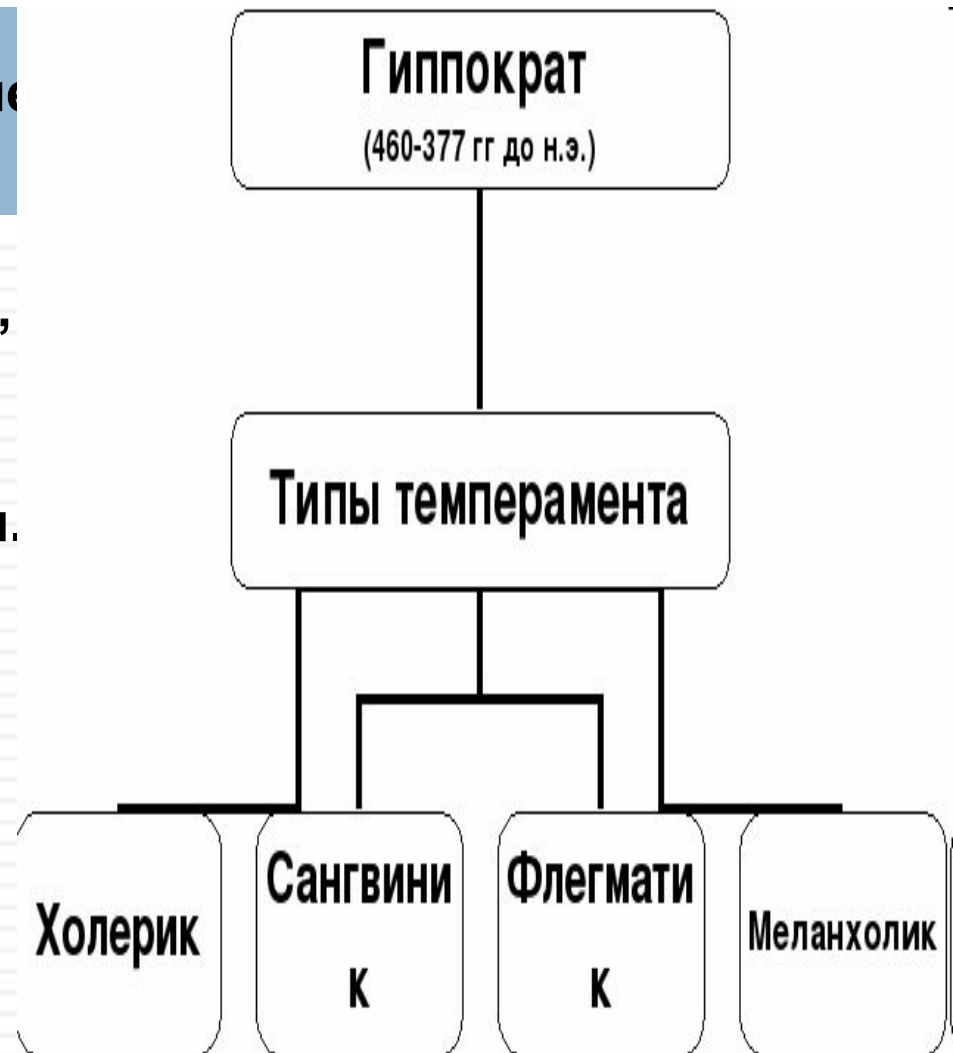 Гиппократ
(460-377 гг до н.э.)
Типы темперамента
Холерик
Сангвини
к
Флегмати
к
Меланхолик